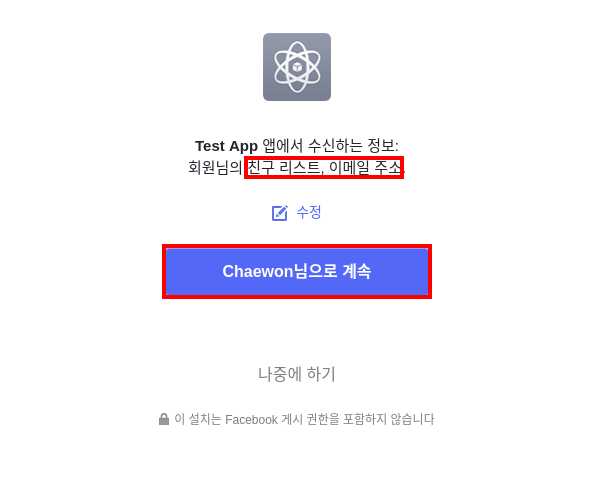 Test App 앱에서 수신하는 정보:
회원님의 친구 리스트, 이메일 주소.
수정
Chaewon님으로 계속
나중에 하기
이 설치는 Facebook 게시 권한을 포함하지 않습니다